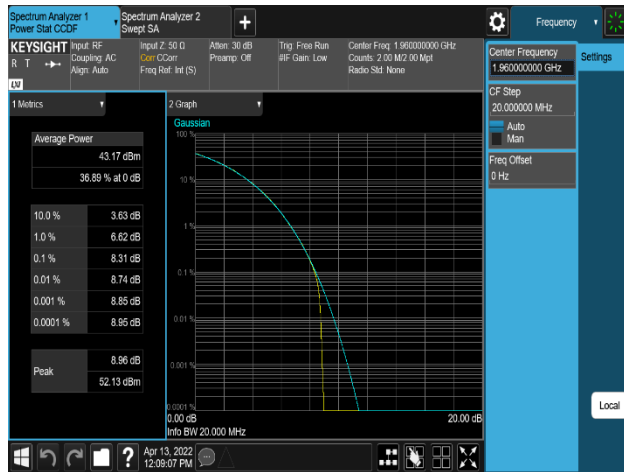 Spectrum Analyzer 1
Power Stat CCDF
Spectrum Analyzer 2
Swept SA
+
Frequency
KEYSIGHT
R T
Input: RF
Coupling: AC
Align: Auto
Input Z: 50 Ω
Corr CCorr
Freq Ref: Int (S)
Atten: 30 dB
Preamp: Off
Trig: Free Run
#IF Gain: Low
Center Freq: 1.960000000 GHz
Counts: 2.00 M/2.00 Mpt
Radio Std: None
Center Frequency
1.960000000 GHz
Settings
CF Step
20.000000 MHz
Auto
Man
Freq Offset
0 Hz
1 Metrics
Average Power
43.17 dBm
36.89 % at 0 dB
10.0 % 3.63 dB
1.0 % 6.62 dB
0.1 % 8.31 dB
0.01 % 8.74 dB
0.001 % 8.85 dB
0.0001 % 8.95 dB
Peak
8.96 dB
52.13 dBm
2 Graph
Gaussian
100 %
10 %
1 %
0.1 %
0.01 %
0.001 %
0.0001 %
0.00 dB
20.00 dB
Info BW 20.000 MHz
Local
?
Apr 13, 2022
12:09:07 PM